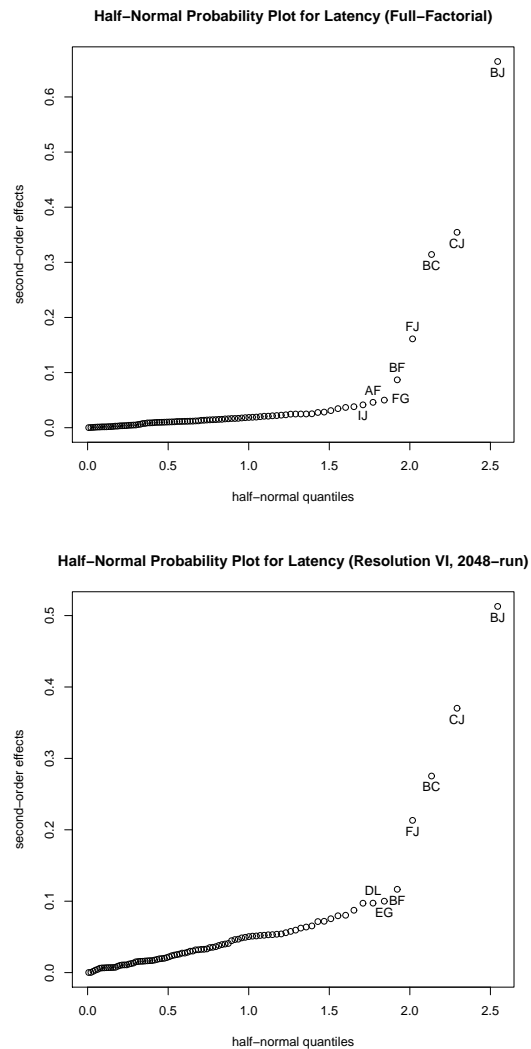 Half−Normal Probability Plot for Latency (Full−Factorial)
second−order effects
0.0 0.1 0.2 0.3 0.4 0.5 0.6
BJ
CJ
BC
FJ
BF
AF
FG
IJ
0.0 0.5 1.0 1.5 2.0 2.5
half−normal quantiles
Half−Normal Probability Plot for Latency (Resolution VI, 2048−run)
second−order effects
0.0 0.1 0.2 0.3 0.4 0.5
BJ
CJ
BC
FJ
DL
BF
EG
0.0 0.5 1.0 1.5 2.0 2.5
half−normal quantiles